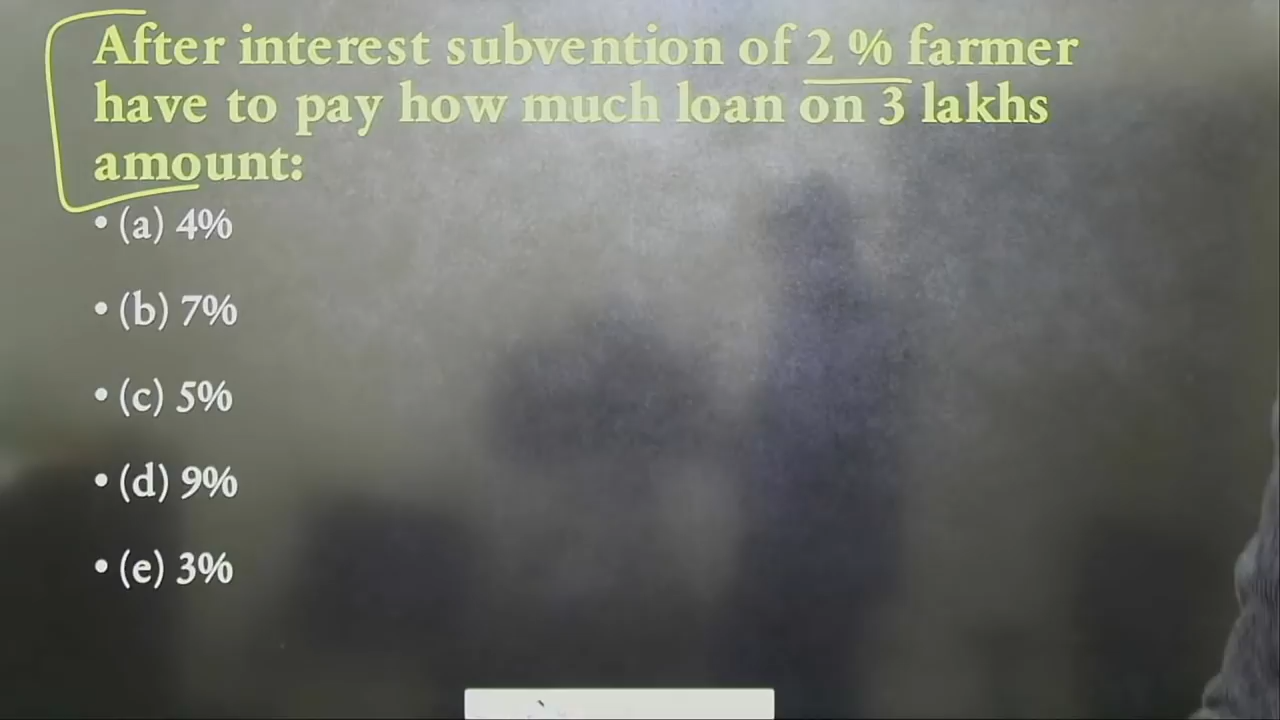 After interest subvention of 2 % farmer
have to pay how much loan on 3 lakhs
amount:
• (a) 4%
• (b) 7%
• (c) 5%
• (d) 9%
• (e) 3%